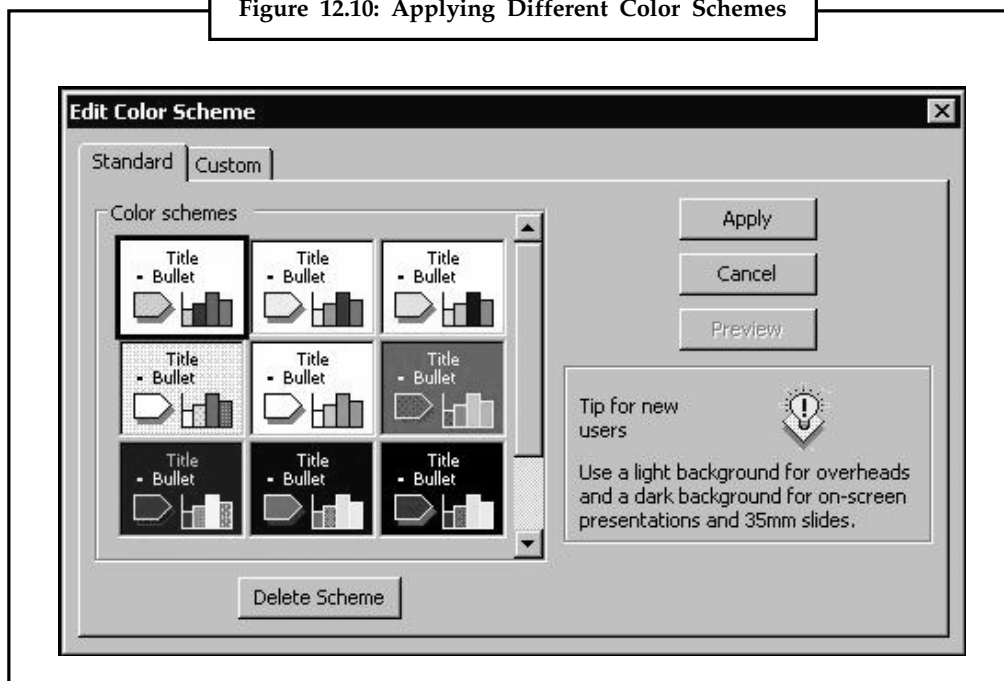 Figure 12.10: Applying Different Color Schemes
Edit Color Scheme
Standard
Custom
Color schemes
Title
- Bullet
Title
- Bullet
Title
- Bullet
Title
- Bullet
Title
- Bullet
Title
- Bullet
Title
- Bullet
Title
- Bullet
Title
- Bullet
Delete Scheme
Apply
Cancel
Preview
Tip for new
users
Use a light background for overheads
and a dark background for on-screen
presentations and 35mm slides.